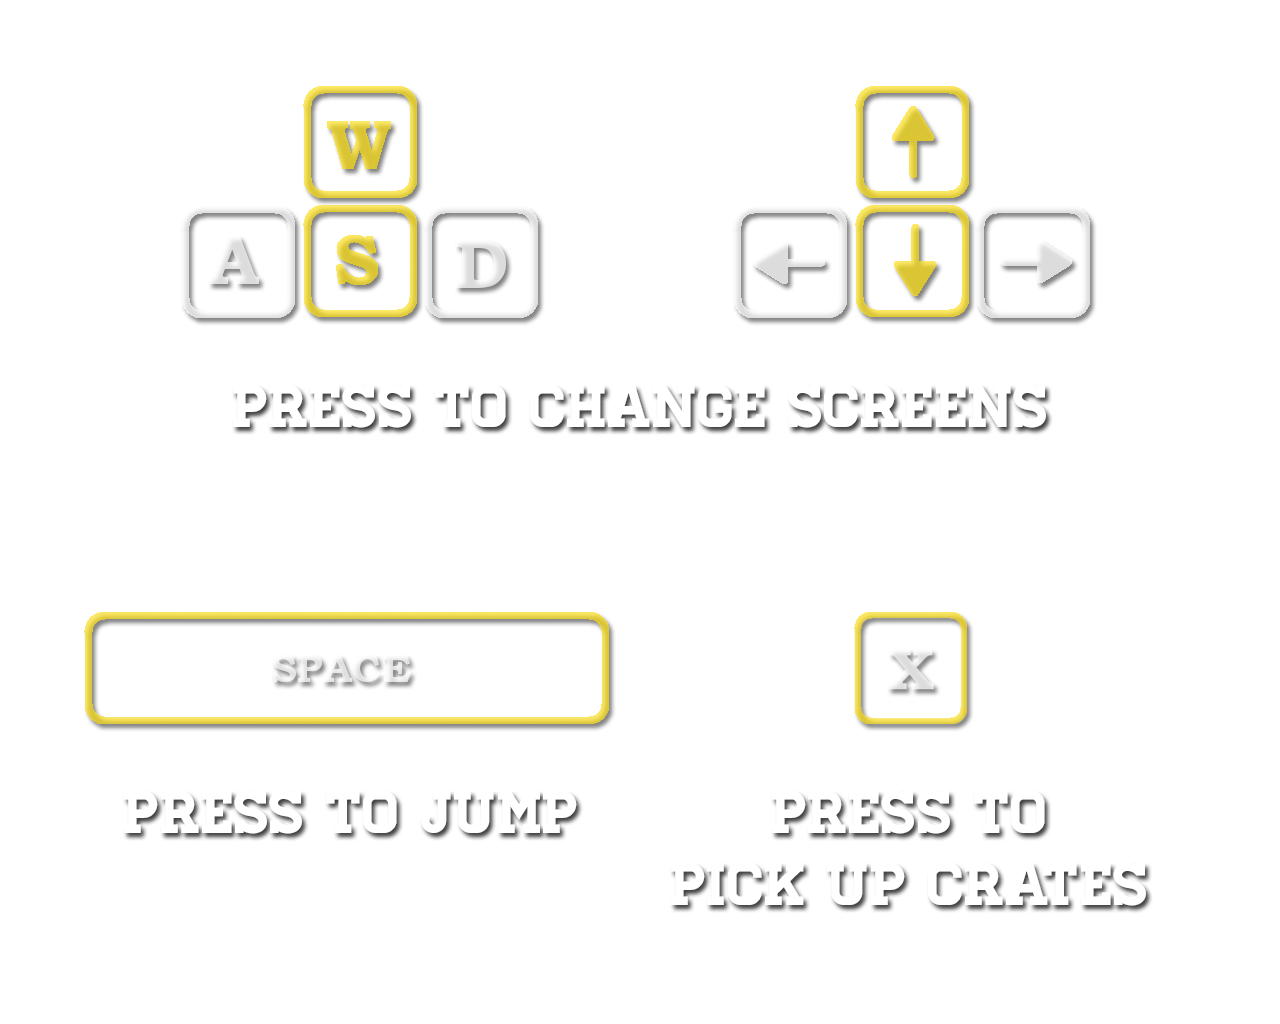 W
A S D
PRESS TO CHANGE SCREENS
SPACE
X
PRESS TO JUMP
PRESS TO
PICK UP CRATES